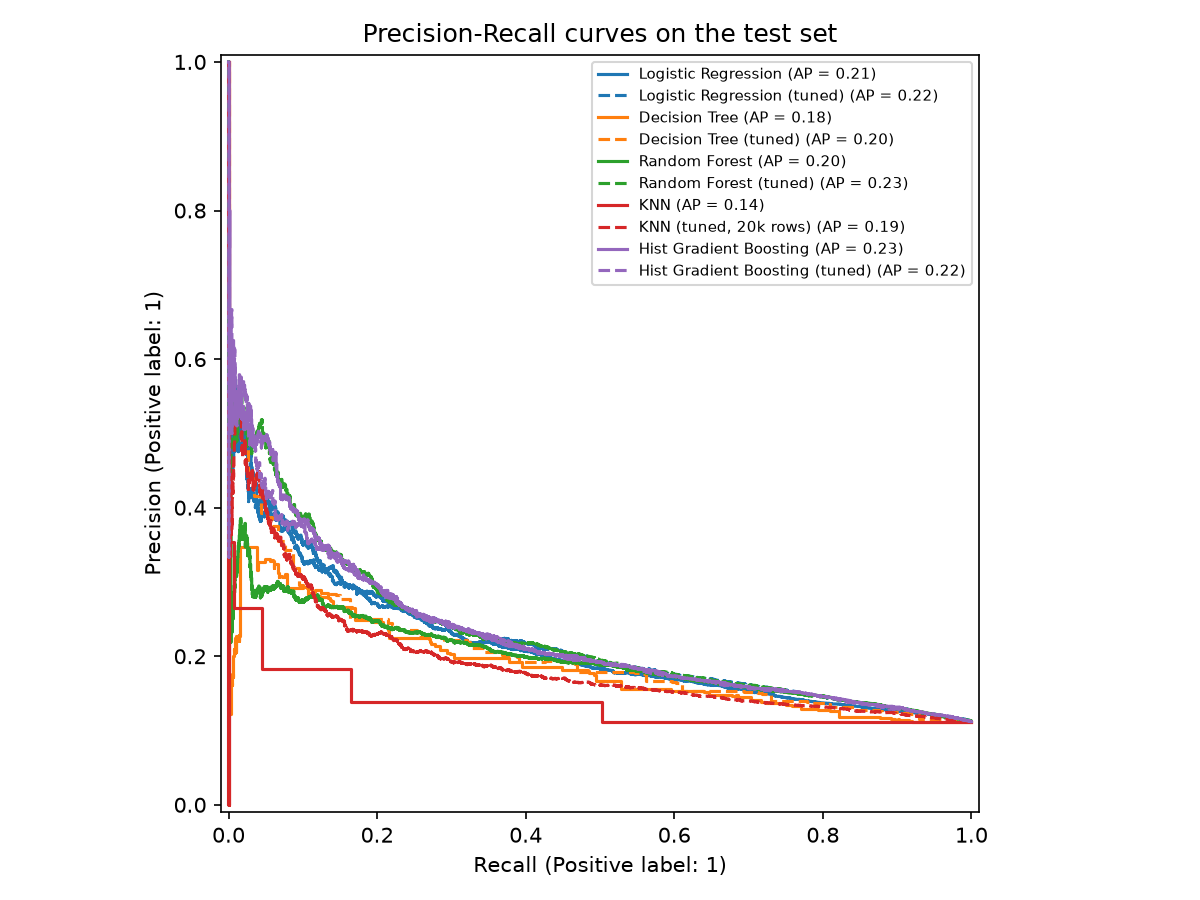 Precision-Recall curves on the test set
1.0
0.8
0.6
0.4
0.2
0.0
Precision (Positive label: 1)
Logistic Regression (AP = 0.21)
Logistic Regression (tuned) (AP = 0.22)
Decision Tree (AP = 0.18)
Decision Tree (tuned) (AP = 0.20)
Random Forest (AP = 0.20)
Random Forest (tuned) (AP = 0.23)
KNN (AP = 0.14)
KNN (tuned, 20k rows) (AP = 0.19)
Hist Gradient Boosting (AP = 0.23)
Hist Gradient Boosting (tuned) (AP = 0.22)
0.0 0.2 0.4 0.6 0.8 1.0
Recall (Positive label: 1)